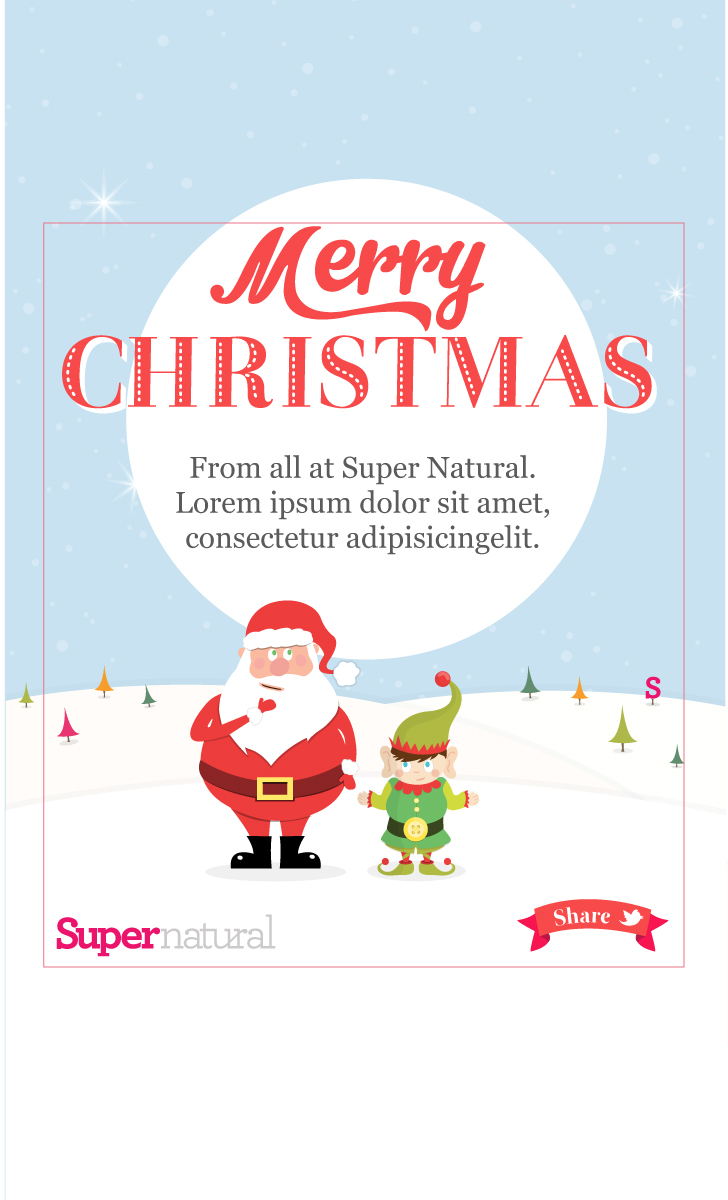 Merry
CHRISTMAS
From all at Super Natural.
Lorem ipsum dolor sit amet,
consectetur adipisicingelit.
S
Supernatural
Share